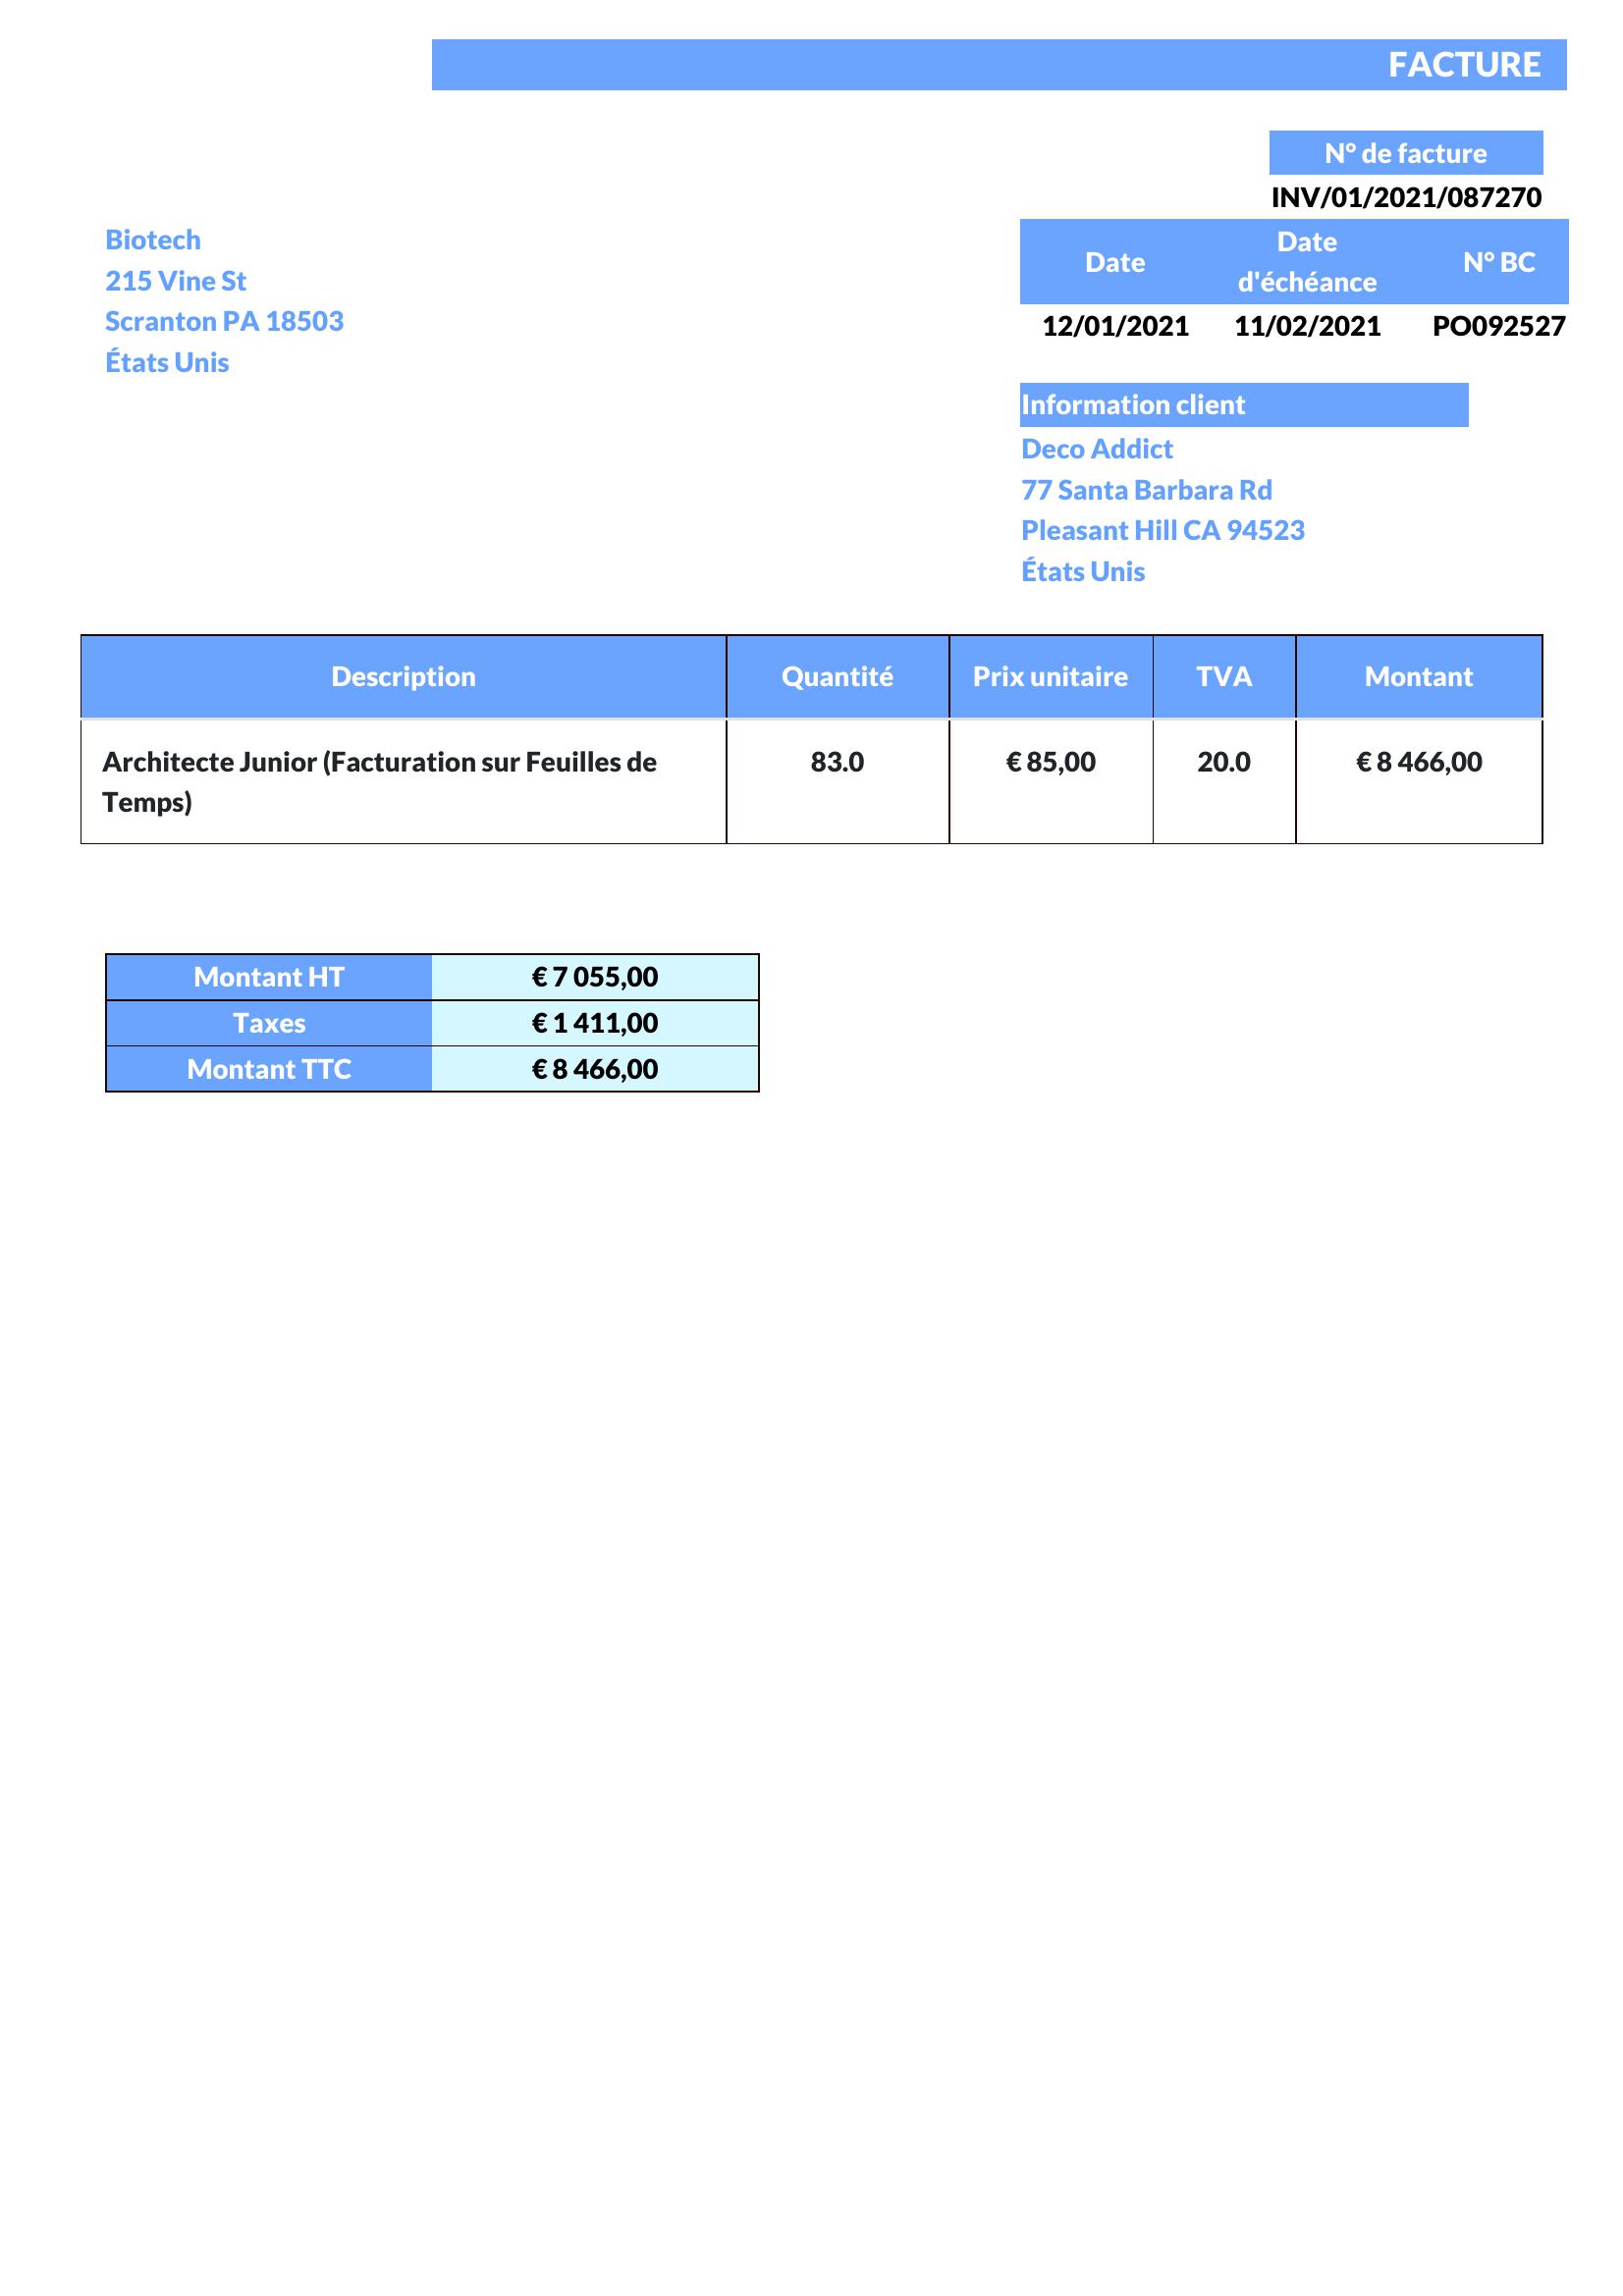 FACTURE
N° de facture
INV/01/2021/087270
Biotech
215 Vine St
Scranton PA 18503
États Unis
Date Date d'échéance N° BC
12/01/2021 11/02/2021 PO092527
Information client
Deco Addict
77 Santa Barbara Rd
Pleasant Hill CA 94523
États Unis
Description Quantité Prix unitaire TVA Montant
Architecte Junior (Facturation sur Feuilles de 83.0 € 85,00 20.0 € 8 466,00
Temps)
Montant HT € 7 055,00
Taxes € 1 411,00
Montant TTC € 8 466,00